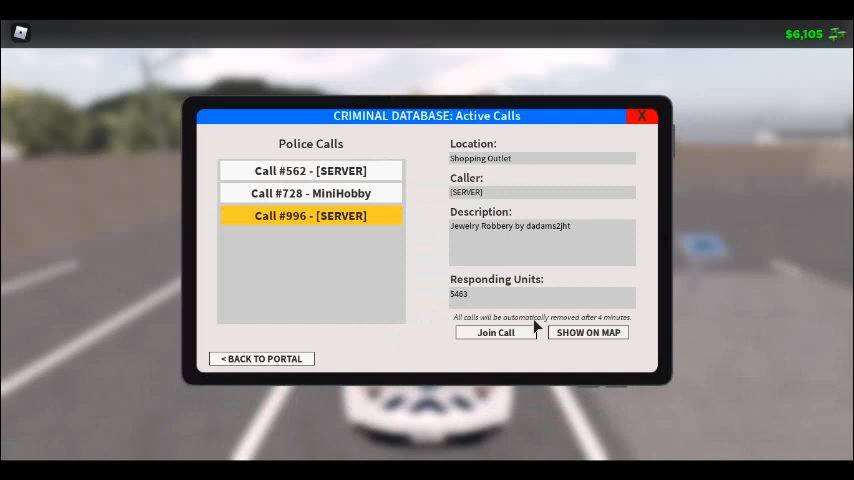 $6,105
CRIMINAL DATABASE: Active Calls
X
Police Calls
Call #562 - [SERVER]
Call #728 - MiniHobby
Call #996 - [SERVER]
Location:
Shopping Outlet
Caller:
[SERVER]
Description:
Jewelry Robbery by dadams2jht
Responding Units:
5463
All calls will be automatically removed after 4 minutes.
Join Call
SHOW ON MAP
< BACK TO PORTAL